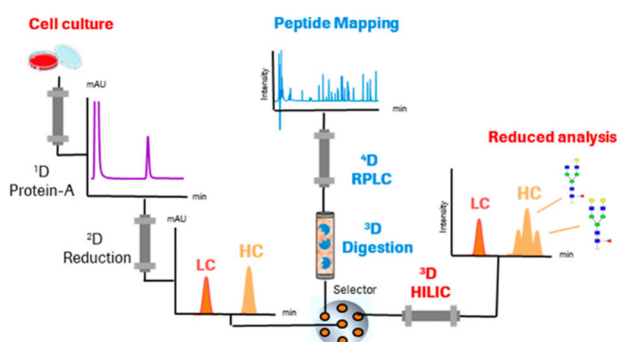 Cell culture
Peptide Mapping
mAU
Intensity
min
¹D
Protein-A
min
⁴D
RPLC
Reduced analysis
Intensity
LC
HC
min
²D
Reduction
mAU
LC
HC
min
³D
Digestion
Selector
³D
HILIC